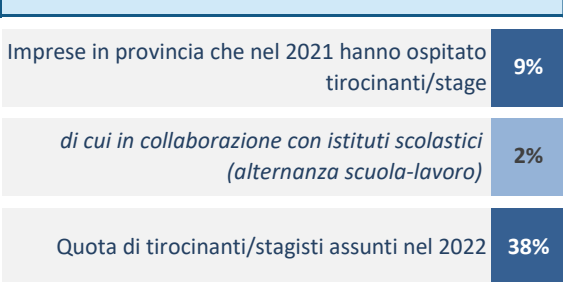 Imprese in provincia che nel 2021 hanno ospitato
tirocinanti/stage
9%
di cui in collaborazione con istituti scolastici
(alternanza scuola-lavoro)
2%
Quota di tirocinanti/stagisti assunti nel 2022
38%